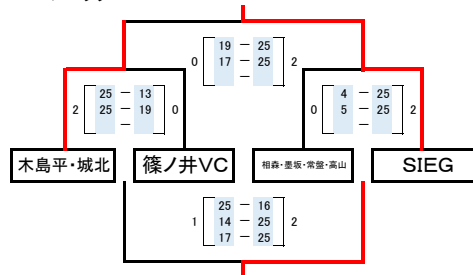 19 － 25
0 17 － 25 2
－
25 － 13
2 25 － 19 0
－
4 － 25
0 5 － 25 2
－
木島平・城北
篠ノ井VC
相森・墨坂・常盤・高山
SIEG
25 － 16
1 14 － 25 2
17 － 25